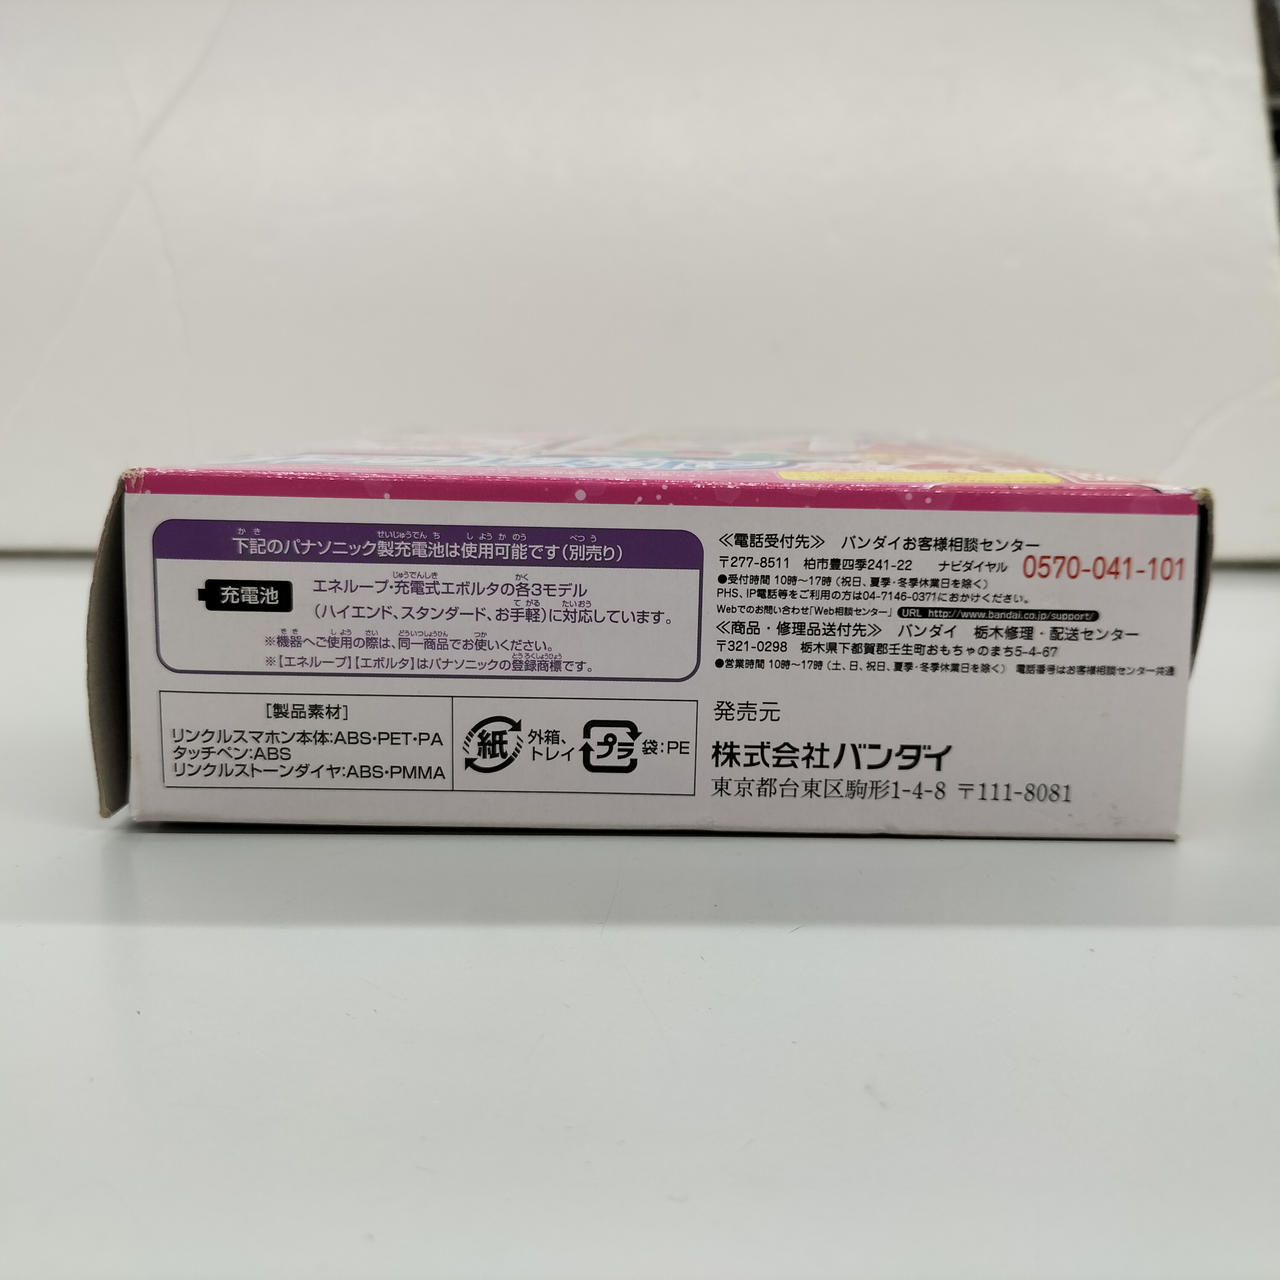 下記のパナソニック製充電池は使用可能です(別売り)
充電池
エネループ・充電式エボルタの各3モデル
(ハイエンド、スタンダード、お手軽)に対応しています。
※機器へご使用の際は、同一商品でお使いください。
※【エネループ】【エボルタ】はパナソニックの登録商標です。
[製品素材]
リンクルスマホン本体:ABS・PET・PA
タッチペン:ABS
リンクルストーンダイヤ:ABS・PMMA
紙
外箱、
トレイ
プラ
袋:PE
≪電話受付先≫ バンダイお客様相談センター
〒277-8511 柏市豊四季241-22 ナビダイヤル 0570-041-101
●受付時間 10時～17時(祝日、夏季・冬季休業日を除く)
PHS、IP電話等をご利用の方は04-7146-0371におかけください。
Webでのお問い合わせ「Web相談センター」 URL http://www.bandai.co.jp/support/
≪商品・修理品送付先≫ バンダイ 栃木修理・配送センター
〒321-0298 栃木県下都賀郡壬生町おもちゃのまち5-4-67
●営業時間 10時～17時(土、日、祝日、夏季・冬季休業日を除く) 電話番号はお客様相談センター共通
発売元
株式会社バンダイ
東京都台東区駒形1-4-8 〒111-8081